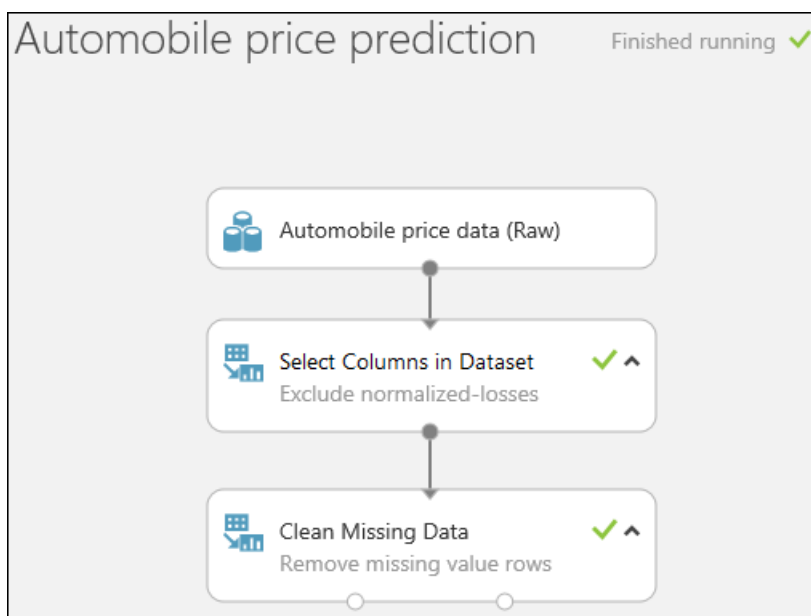 Automobile price prediction
Finished running
Automobile price data (Raw)
Select Columns in Dataset
Exclude normalized-losses
Clean Missing Data
Remove missing value rows